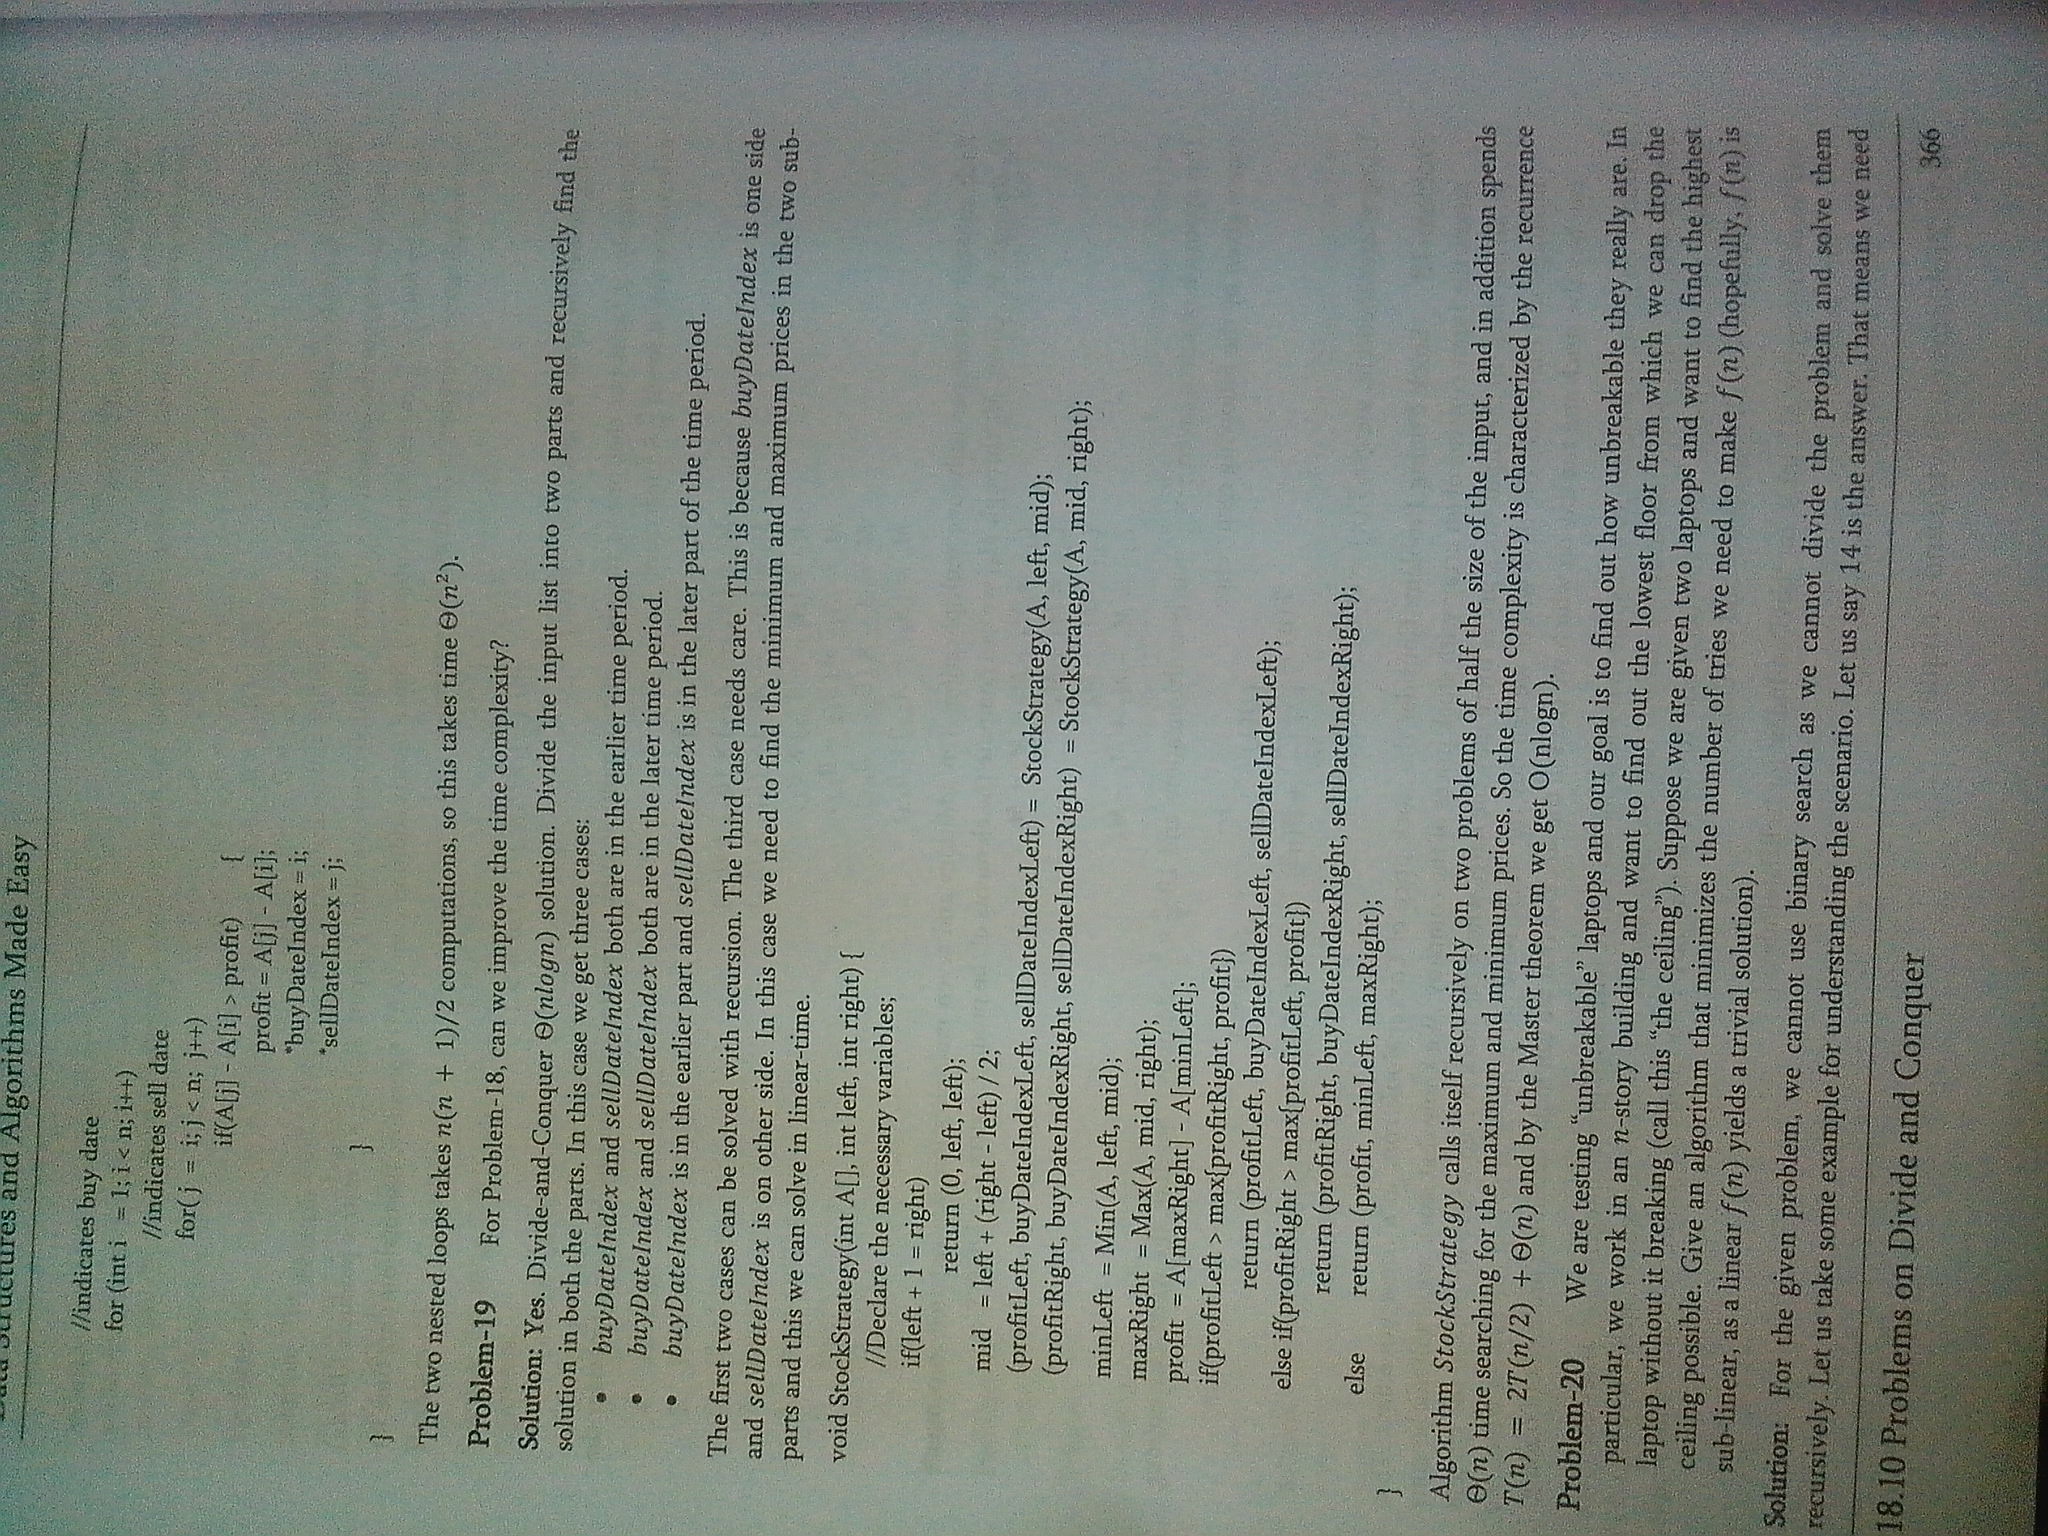 Structures and Algorithms Made Easy
//indicates buy date
for (int i = 1; i < n; i++)
//indicates sell date
for(j = i; j < n; j++)
if(A[j] - A[i] > profit) {
profit = A[j] - A[i];
*buyDateIndex = i;
*sellDateIndex = j;
}
}
The two nested loops takes n(n + 1)/2 computations, so this takes time Θ(n²).
Problem-19 For Problem-18, can we improve the time complexity?
Solution: Yes. Divide-and-Conquer Θ(nlogn) solution. Divide the input list into two parts and recursively find the
solution in both the parts. In this case we get three cases:
• buyDateIndex and sellDateIndex both are in the earlier time period.
• buyDateIndex and sellDateIndex both are in the later time period.
• buyDateIndex is in the earlier part and sellDateIndex is in the later part of the time period.
The first two cases can be solved with recursion. The third case needs care. This is because buyDateIndex is one side
and sellDateIndex is on other side. In this case we need to find the minimum and maximum prices in the two sub-
parts and this we can solve in linear-time.
void StockStrategy(int A[], int left, int right) {
//Declare the necessary variables;
if(left + 1 = right)
return (0, left, left);
mid = left + (right - left) / 2;
(profitLeft, buyDateIndexLeft, sellDateIndexLeft) = StockStrategy(A, left, mid);
(profitRight, buyDateIndexRight, sellDateIndexRight) = StockStrategy(A, mid, right);
minLeft = Min(A, left, mid);
maxRight = Max(A, mid, right);
profit = A[maxRight] - A[minLeft];
if(profitLeft > max{profitRight, profit})
return (profitLeft, buyDateIndexLeft, sellDateIndexLeft);
else if(profitRight > max{profitLeft, profit})
return (profitRight, buyDateIndexRight, sellDateIndexRight);
else return (profit, minLeft, maxRight);
}
Algorithm StockStrategy calls itself recursively on two problems of half the size of the input, and in addition spends
Θ(n) time searching for the maximum and minimum prices. So the time complexity is characterized by the recurrence
T(n) = 2T(n/2) + Θ(n) and by the Master theorem we get O(nlogn).
Problem-20 We are testing “unbreakable” laptops and our goal is to find out how unbreakable they really are. In
particular, we work in an n-story building and want to find out the lowest floor from which we can drop the
laptop without it breaking (call this “the ceiling”). Suppose we are given two laptops and want to find the highest
ceiling possible. Give an algorithm that minimizes the number of tries we need to make f(n) (hopefully, f(n) is
sub-linear, as a linear f(n) yields a trivial solution).
Solution: For the given problem, we cannot use binary search as we cannot divide the problem and solve them
recursively. Let us take some example for understanding the scenario. Let us say 14 is the answer. That means we need
18.10 Problems on Divide and Conquer 366